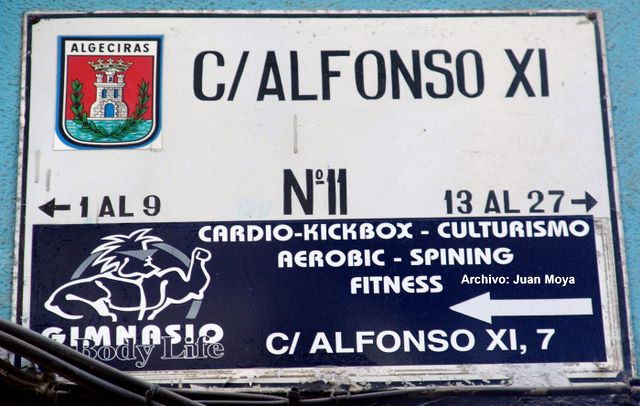 ALGECIRAS
C/ALFONSO XI
Nº11
← 1 AL 9
13 AL 27 →
CARDIO-KICKBOX - CULTURISMO
AEROBIC - SPINING
FITNESS
Archivo: Juan Moya
GIMNASIO
Body Life
C/ ALFONSO XI, 7